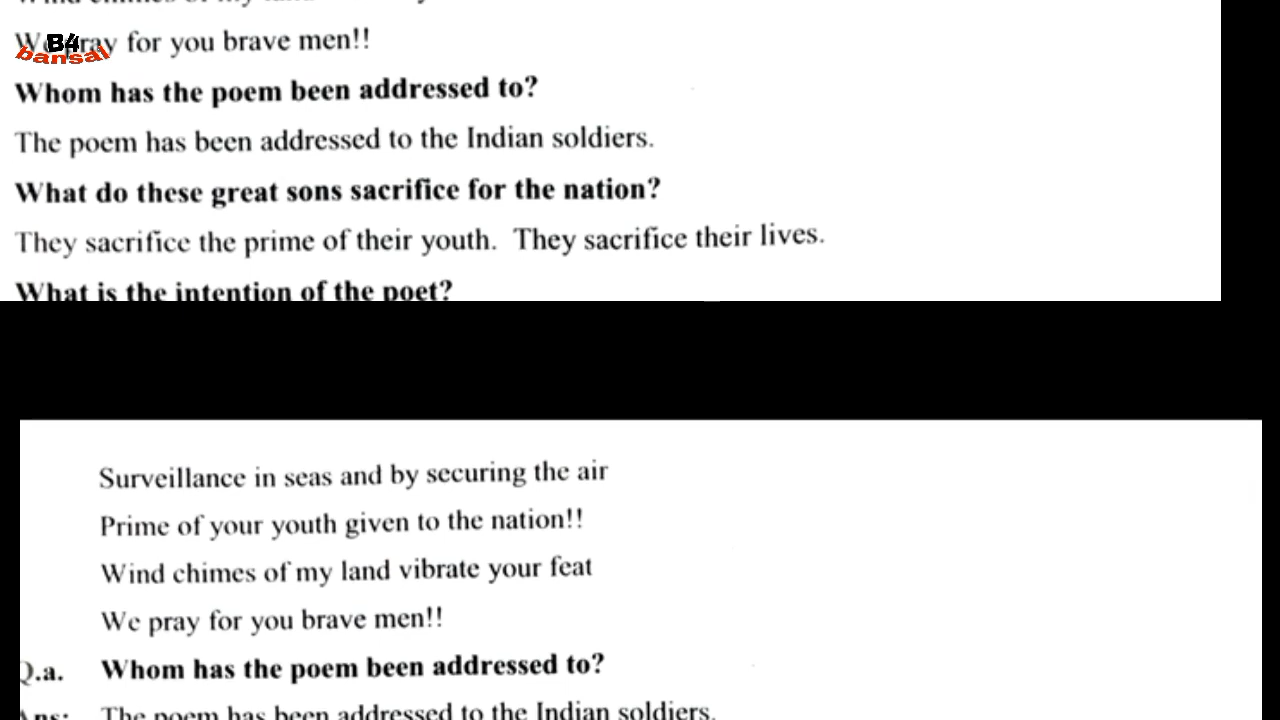 We pray for you brave men!!
B4
bansal
Whom has the poem been addressed to?
The poem has been addressed to the Indian soldiers.
What do these great sons sacrifice for the nation?
They sacrifice the prime of their youth. They sacrifice their lives.
What is the intention of the poet?
Surveillance in seas and by securing the air
Prime of your youth given to the nation!!
Wind chimes of my land vibrate your feat
We pray for you brave men!!
Q.a. Whom has the poem been addressed to?
Ans: The poem has been addressed to the Indian soldiers.